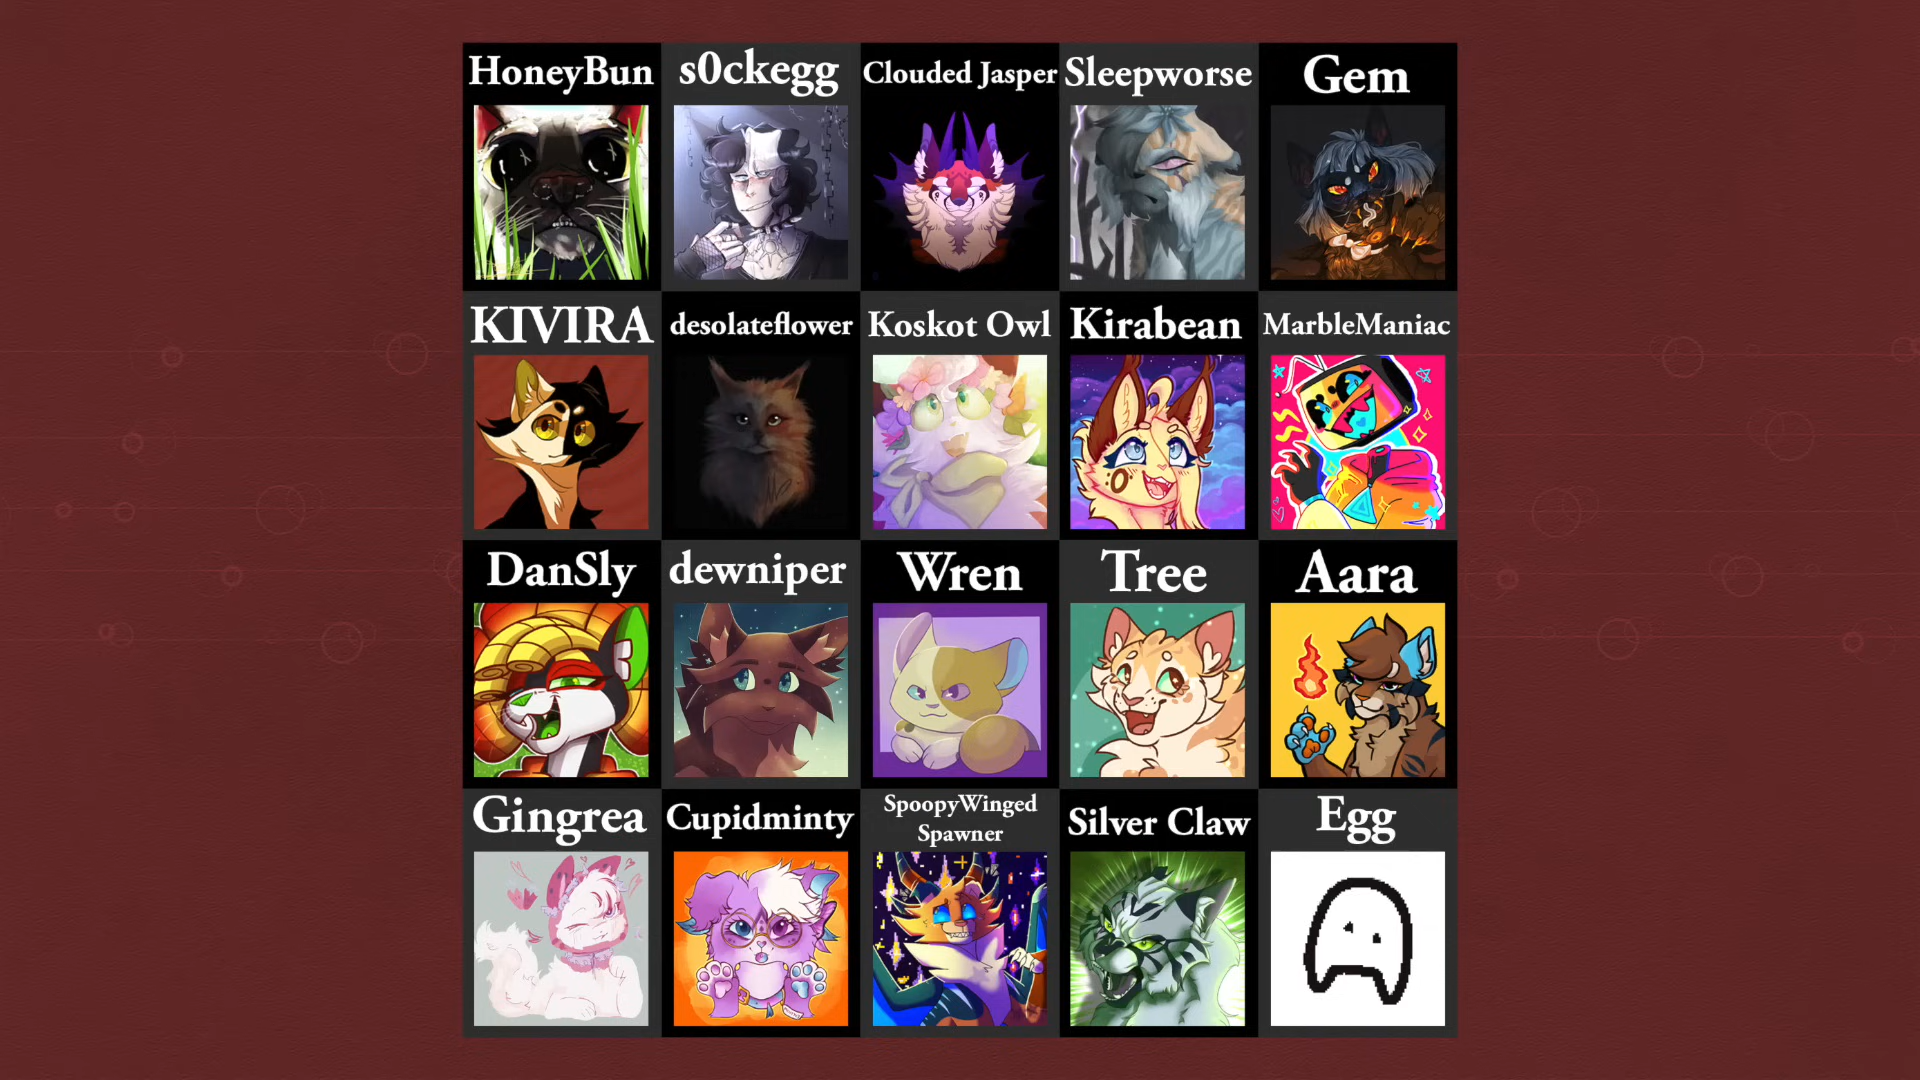 HoneyBun
s0ckegg
Clouded Jasper
Sleepworse
Gem
KIVIRA
desolateflower
Koskot Owl
Kirabean
MarbleManiac
DanSly
dewniper
Wren
Tree
Aara
Gingrea
Cupidminty
SpoopyWinged
Spawner
Silver Claw
Egg